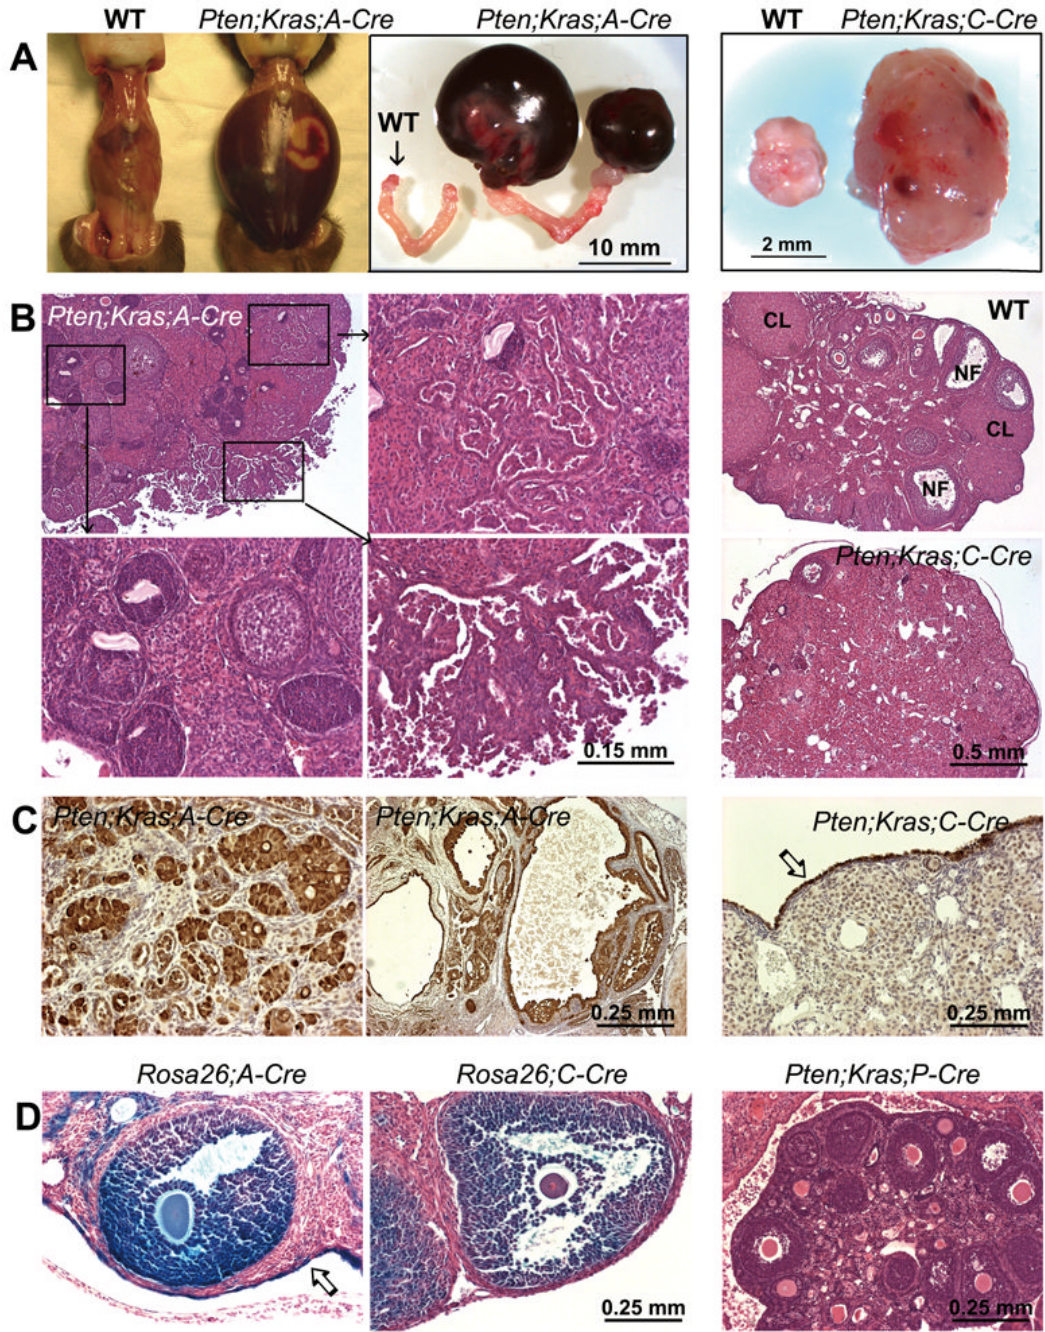 WT Pten;Kras;A-Cre Pten;Kras;A-Cre WT Pten;Kras;C-Cre
A
WT
10 mm
2 mm
B
Pten;Kras;A-Cre
WT
CL
NF
CL
NF
Pten;Kras;C-Cre
0.15 mm
0.5 mm
C
Pten;Kras;A-Cre
Pten;Kras;A-Cre
Pten;Kras;C-Cre
0.25 mm
0.25 mm
Rosa26;A-Cre Rosa26;C-Cre Pten;Kras;P-Cre
D
0.25 mm
0.25 mm